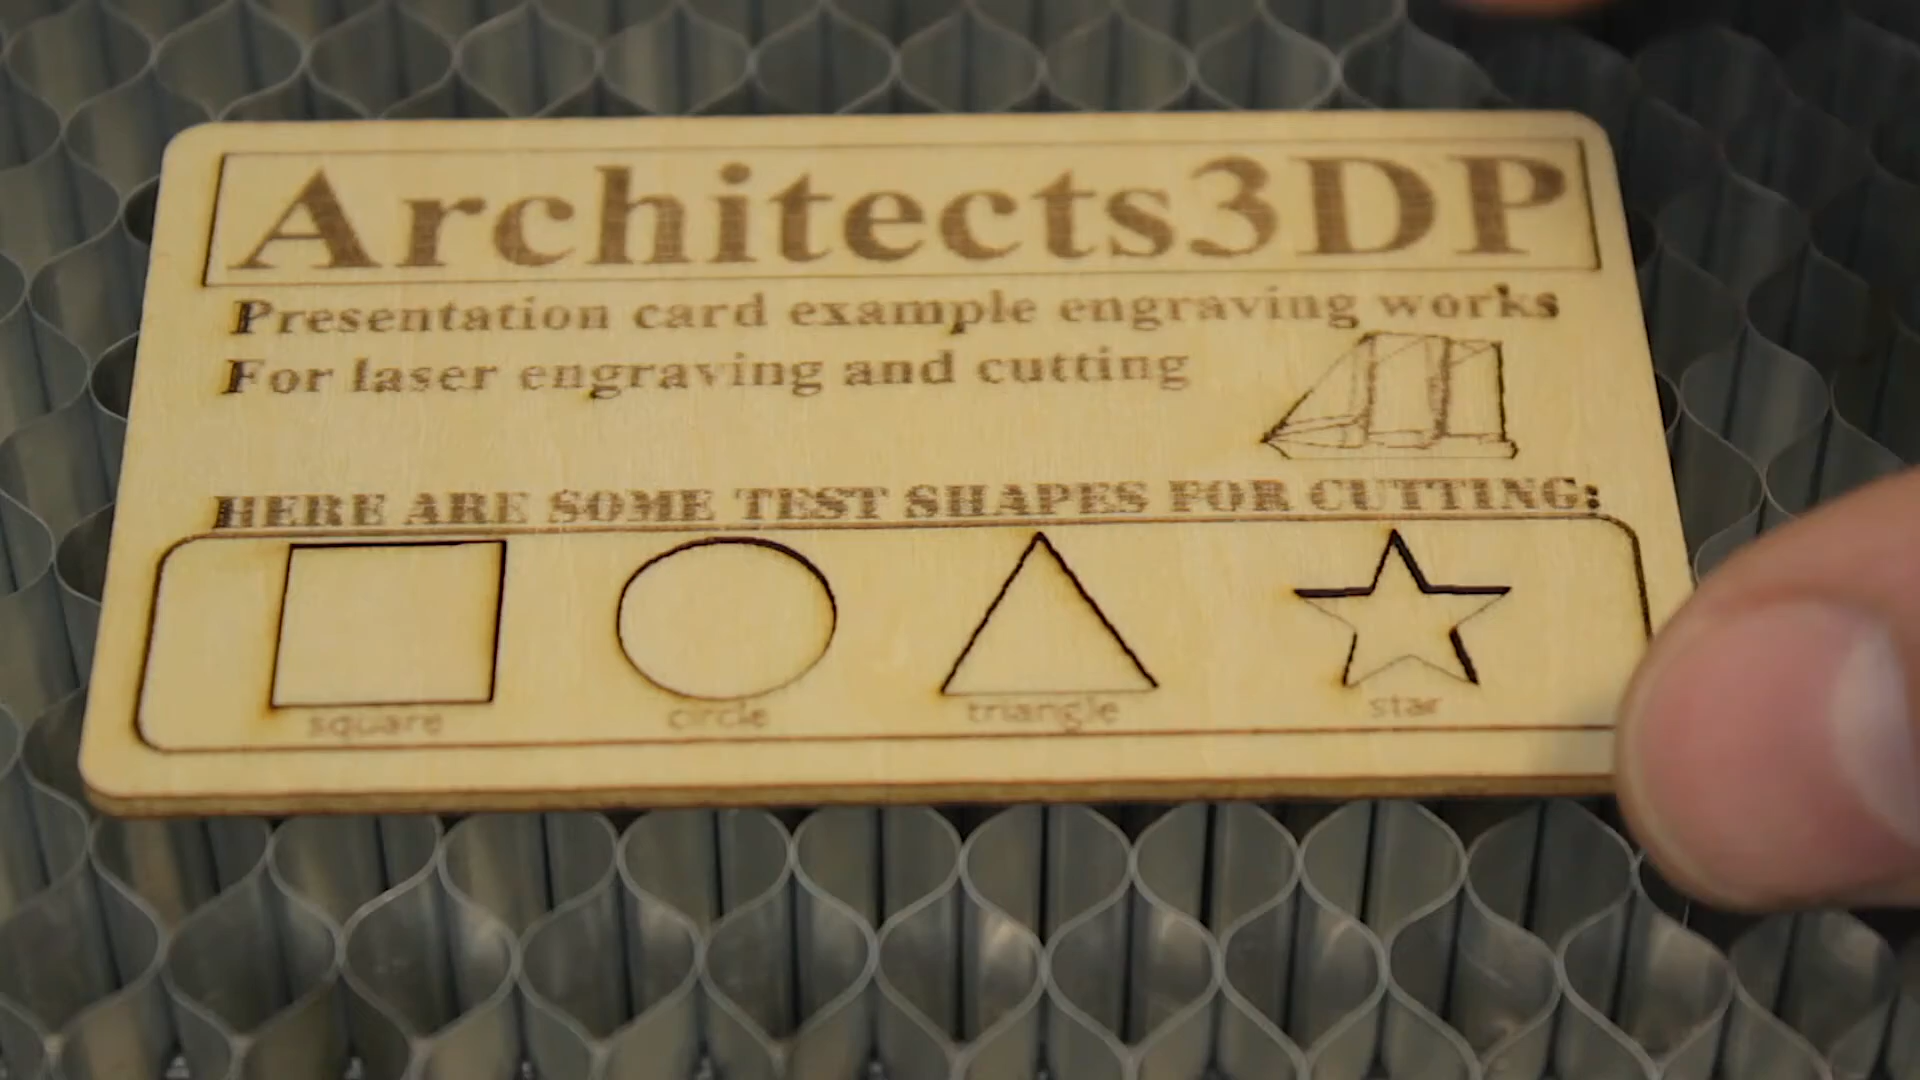 Architects3DP
Presentation card example engraving works
For laser engraving and cutting
HERE ARE SOME TEST SHAPES FOR CUTTING:
square circle triangle star